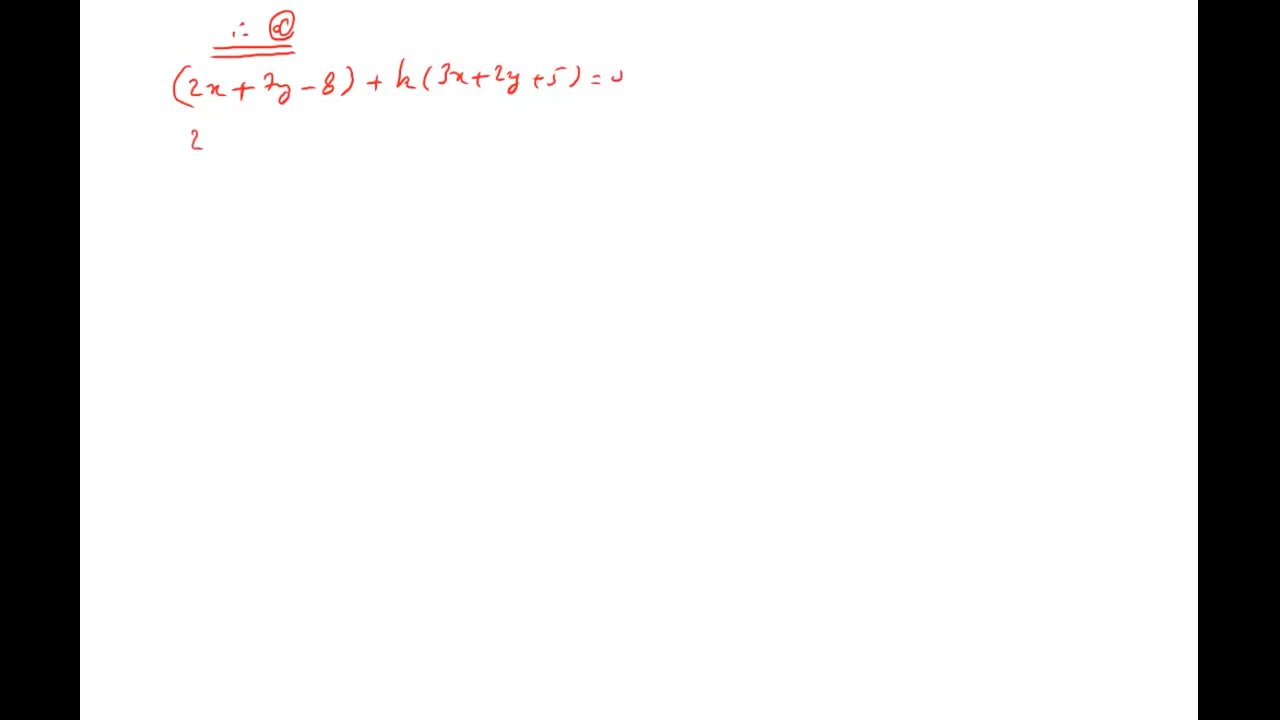 ∴ @
(2x + 7y - 8) + k(3x + 2y + 5) = 0
2